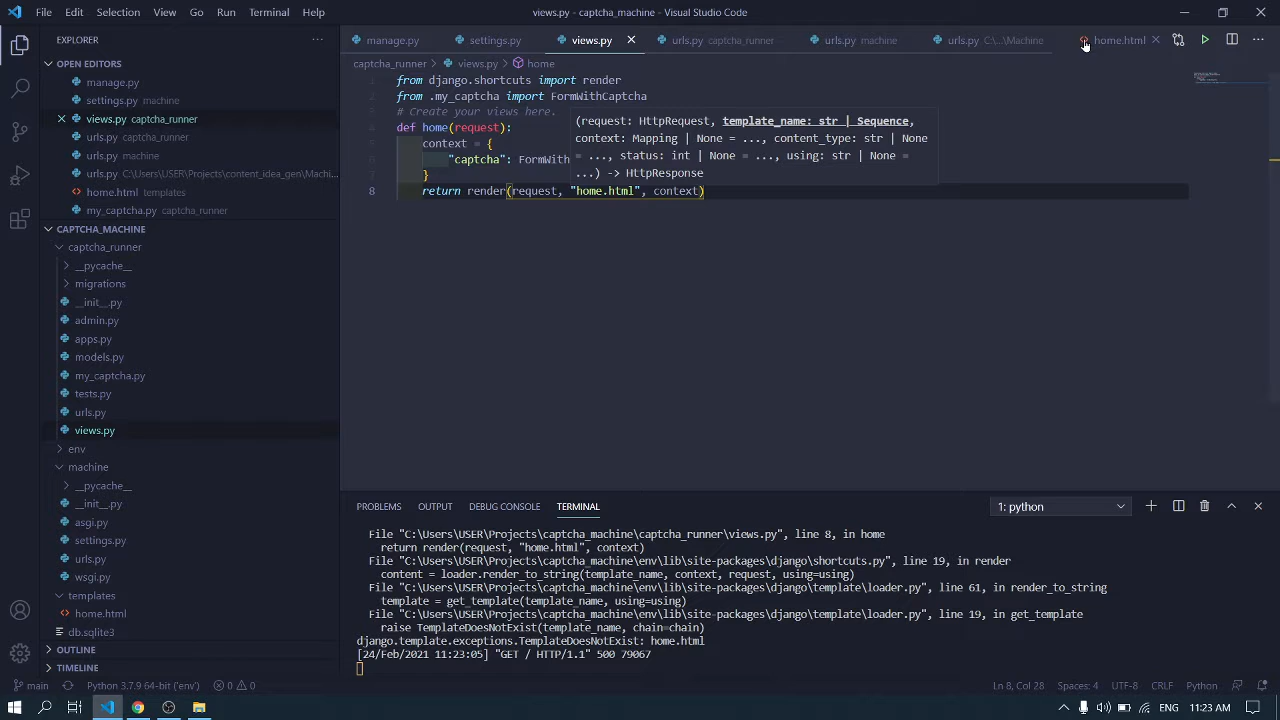 File Edit Selection View Go Run Terminal Help
views.py - captcha_machine - Visual Studio Code
EXPLORER
manage.py
settings.py
views.py
urls.py captcha_runner
urls.py machine
urls.py C:\...\Machine
home.html
OPEN EDITORS
manage.py
settings.py machine
views.py captcha_runner
urls.py captcha_runner
urls.py machine
urls.py C:\Users\USER\Projects\content_idea_gen\Machi...
home.html templates
my_captcha.py captcha_runner
CAPTCHA_MACHINE
captcha_runner
__pycache__
migrations
__init__.py
admin.py
apps.py
models.py
my_captcha.py
tests.py
urls.py
views.py
env
machine
__pycache__
__init__.py
asgi.py
settings.py
urls.py
wsgi.py
templates
home.html
db.sqlite3
OUTLINE
TIMELINE
captcha_runner > views.py > home
1 from django.shortcuts import render
2 from .my_captcha import FormWithCaptcha
3 # Create your views here.
4 def home(request):
5 context = {
6 "captcha": FormWith
7 }
8 return render(request, "home.html", context)
(request: HttpRequest, template_name: str | Sequence,
context: Mapping | None = ..., content_type: str | None
= ..., status: int | None = ..., using: str | None =
...) -> HttpResponse
PROBLEMS OUTPUT DEBUG CONSOLE TERMINAL
1: python
File "C:\Users\USER\Projects\captcha_machine\captcha_runner\views.py", line 8, in home
return render(request, "home.html", context)
File "C:\Users\USER\Projects\captcha_machine\env\lib\site-packages\django\shortcuts.py", line 19, in render
content = loader.render_to_string(template_name, context, request, using=using)
File "C:\Users\USER\Projects\captcha_machine\env\lib\site-packages\django\template\loader.py", line 61, in render_to_string
template = get_template(template_name, using=using)
File "C:\Users\USER\Projects\captcha_machine\env\lib\site-packages\django\template\loader.py", line 19, in get_template
raise TemplateDoesNotExist(template_name, chain=chain)
django.template.exceptions.TemplateDoesNotExist: home.html
[24/Feb/2021 11:23:05] "GET / HTTP/1.1" 500 79067
main
Python 3.7.9 64-bit ('env')
0
0
Ln 8, Col 28
Spaces: 4
UTF-8
CRLF
Python
ENG
11:23 AM